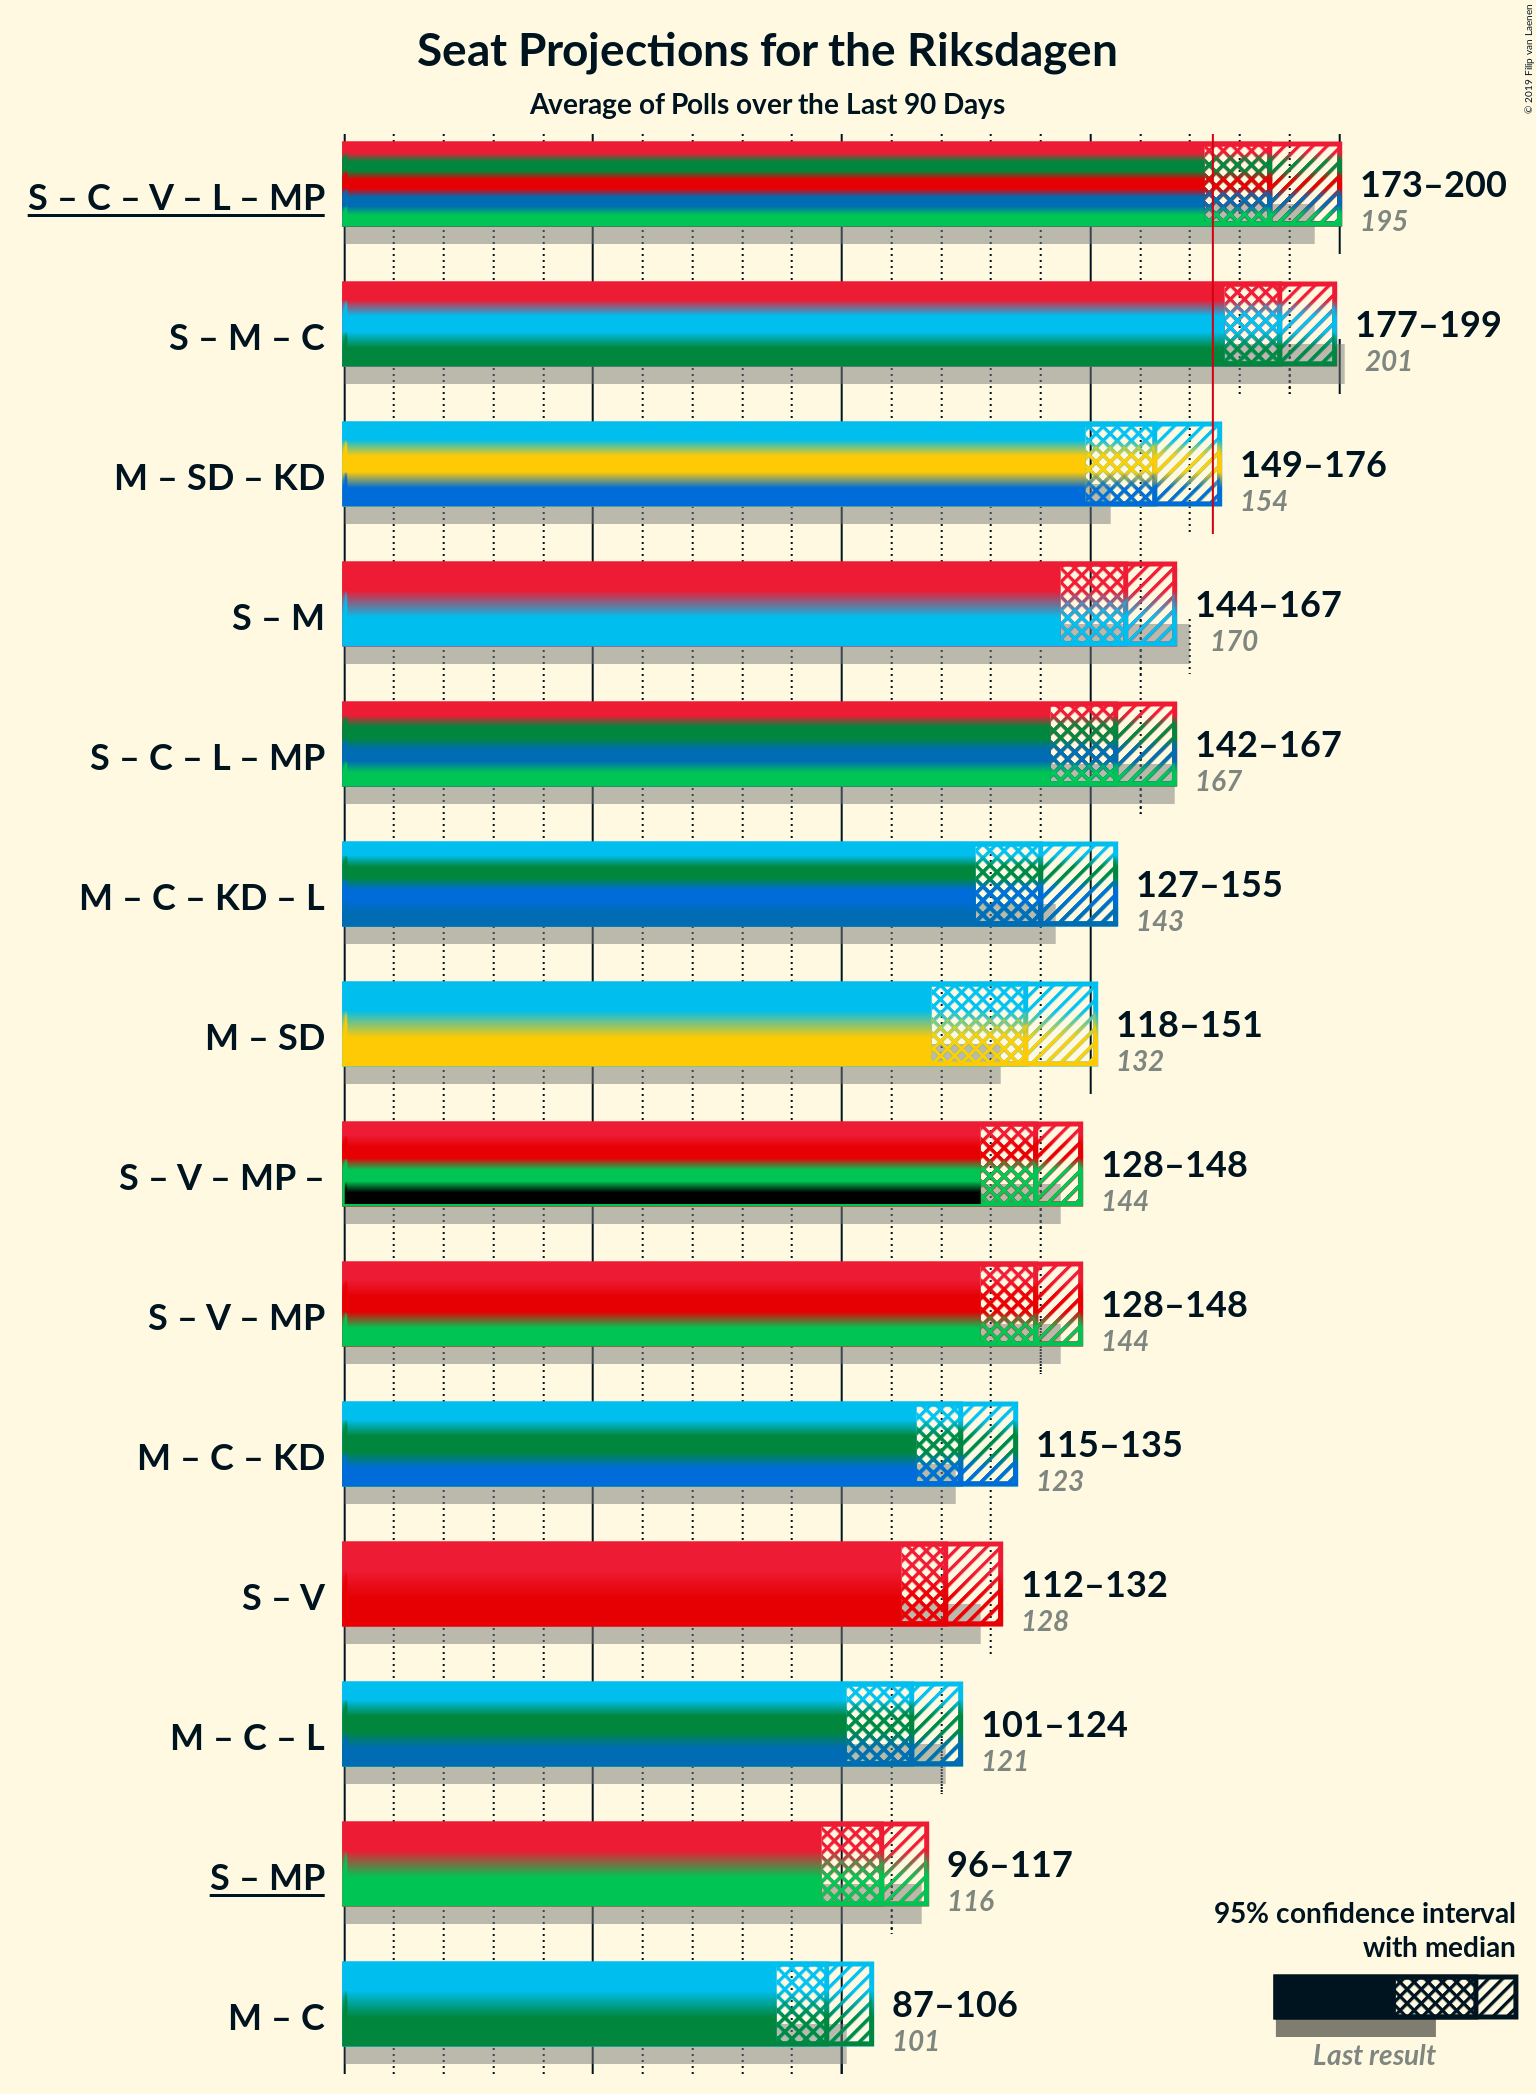 Seat Projections for the Riksdagen
Average of Polls over the Last 90 Days
© 2019 Filip van Laenen
S – C – V – L – MP
173–200
195
S – M – C
177–199
201
M – SD – KD
149–176
154
S – M
144–167
170
S – C – L – MP
142–167
167
M – C – KD – L
127–155
143
M – SD
118–151
132
S – V – MP –
128–148
144
S – V – MP
128–148
144
M – C – KD
115–135
123
S – V
112–132
128
M – C – L
101–124
121
S – MP
96–117
116
M – C
87–106
101
95% confidence interval
with median
Last result